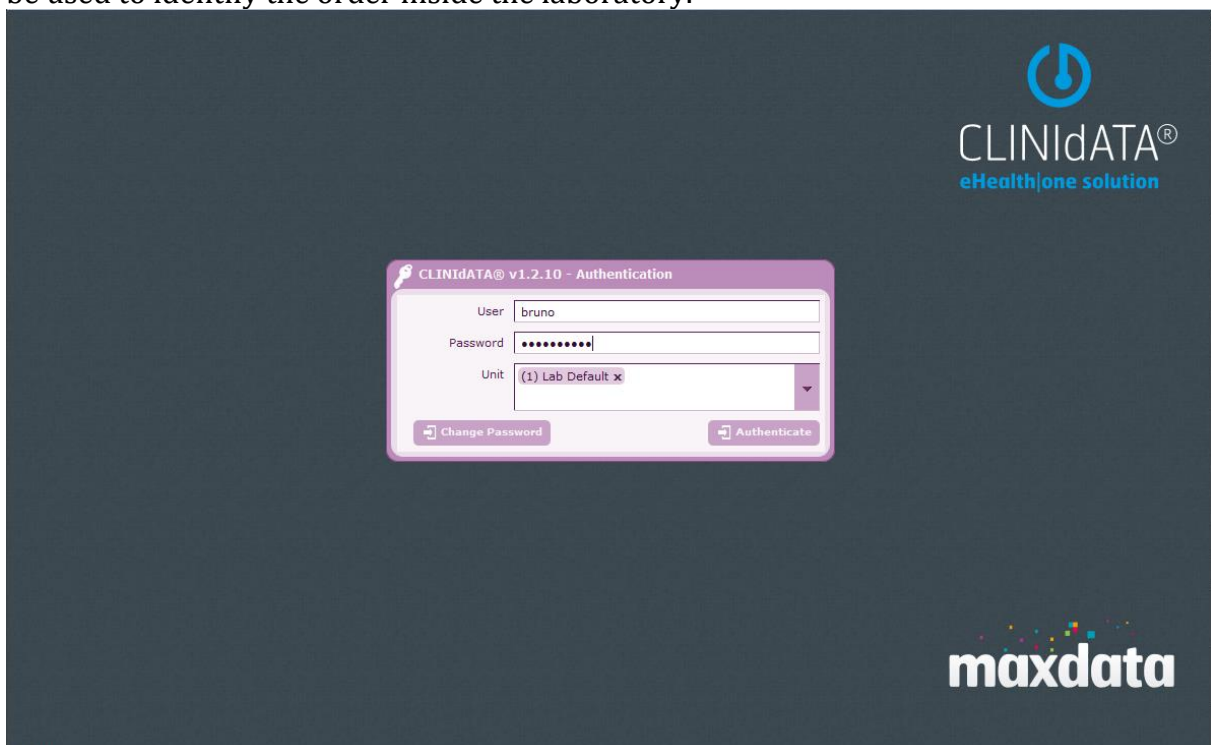 be used to identify the order inside the laboratory.
CLINIdATA®
eHealth|one solution
CLINIdATA® v1.2.10 - Authentication
User bruno
Password ••••••••••
Unit (1) Lab Default x
Change Password Authenticate
maxdata